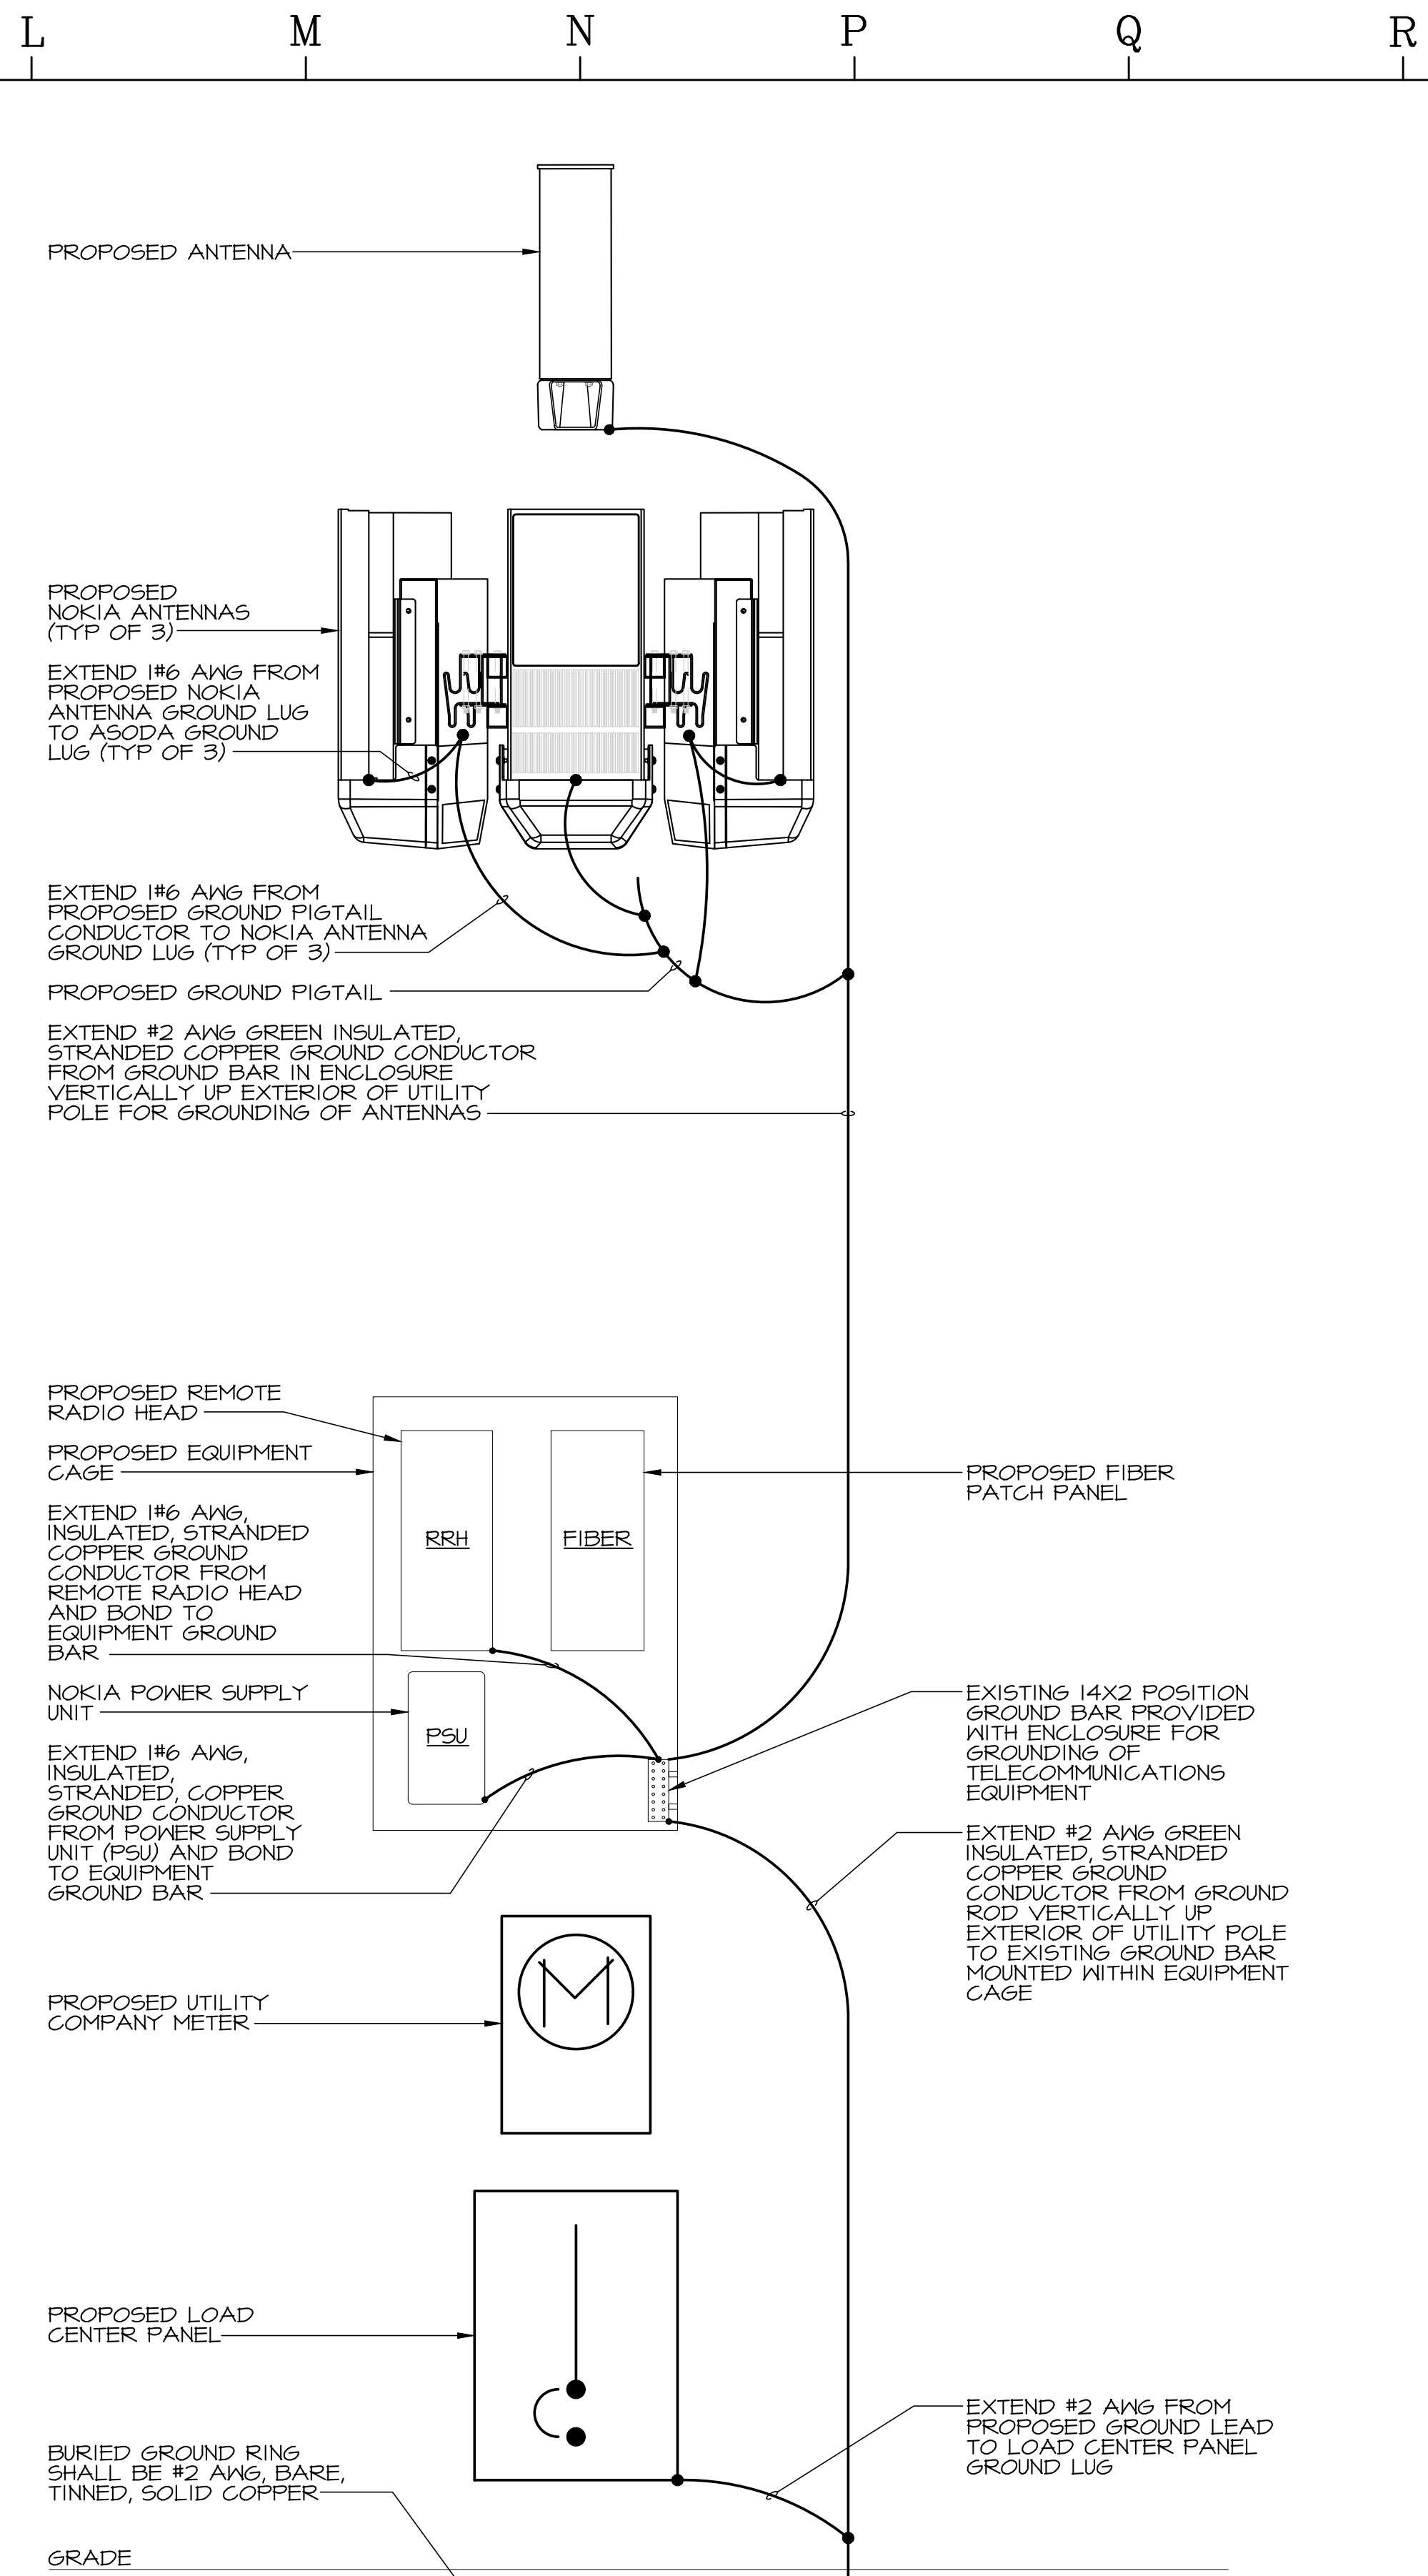 L M N P Q R
PROPOSED ANTENNA
PROPOSED
NOKIA ANTENNAS
(TYP OF 3)
EXTEND 1#6 AWG FROM
PROPOSED NOKIA
ANTENNA GROUND LUG
TO ASODA GROUND
LUG (TYP OF 3)
EXTEND 1#6 AWG FROM
PROPOSED GROUND PIGTAIL
CONDUCTOR TO NOKIA ANTENNA
GROUND LUG (TYP OF 3)
PROPOSED GROUND PIGTAIL
EXTEND #2 AWG GREEN INSULATED,
STRANDED COPPER GROUND CONDUCTOR
FROM GROUND BAR IN ENCLOSURE
VERTICALLY UP EXTERIOR OF UTILITY
POLE FOR GROUNDING OF ANTENNAS
PROPOSED REMOTE
RADIO HEAD
PROPOSED EQUIPMENT
CAGE
EXTEND 1#6 AWG,
INSULATED, STRANDED
COPPER GROUND
CONDUCTOR FROM
REMOTE RADIO HEAD
AND BOND TO
EQUIPMENT GROUND
BAR
NOKIA POWER SUPPLY
UNIT
EXTEND 1#6 AWG,
INSULATED,
STRANDED, COPPER
GROUND CONDUCTOR
FROM POWER SUPPLY
UNIT (PSU) AND BOND
TO EQUIPMENT
GROUND BAR
RRH
FIBER
PSU
PROPOSED FIBER
PATCH PANEL
EXISTING 14X2 POSITION
GROUND BAR PROVIDED
WITH ENCLOSURE FOR
GROUNDING OF
TELECOMMUNICATIONS
EQUIPMENT
EXTEND #2 AWG GREEN
INSULATED, STRANDED
COPPER GROUND
CONDUCTOR FROM GROUND
ROD VERTICALLY UP
EXTERIOR OF UTILITY POLE
TO EXISTING GROUND BAR
MOUNTED WITHIN EQUIPMENT
CAGE
PROPOSED UTILITY
COMPANY METER
M
PROPOSED LOAD
CENTER PANEL
EXTEND #2 AWG FROM
PROPOSED GROUND LEAD
TO LOAD CENTER PANEL
GROUND LUG
BURIED GROUND RING
SHALL BE #2 AWG, BARE,
TINNED, SOLID COPPER
GRADE